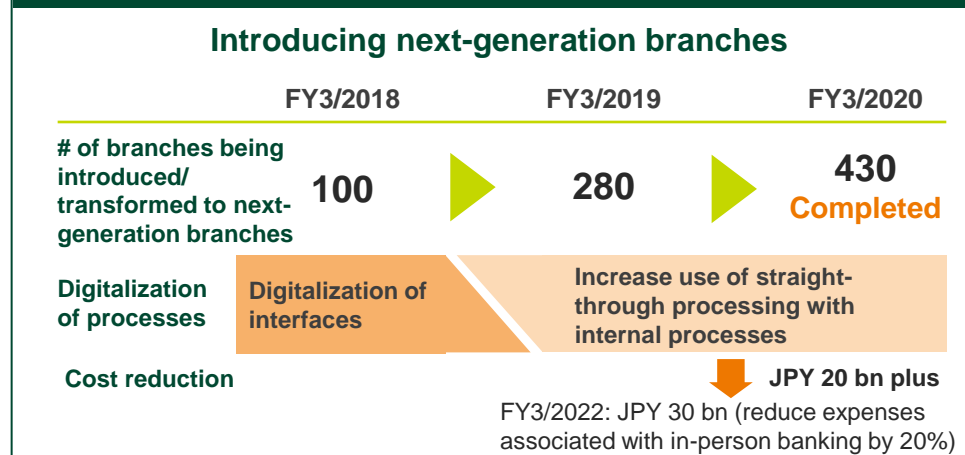 Introducing next-generation branches
FY3/2018 FY3/2019 FY3/2020
# of branches being
introduced/
transformed to next-
generation branches
100 280 430
Completed
Digitalization
of processes
Digitalization of
interfaces
Increase use of straight-
through processing with
internal processes
Cost reduction
JPY 20 bn plus
FY3/2022: JPY 30 bn (reduce expenses
associated with in-person banking by 20%)